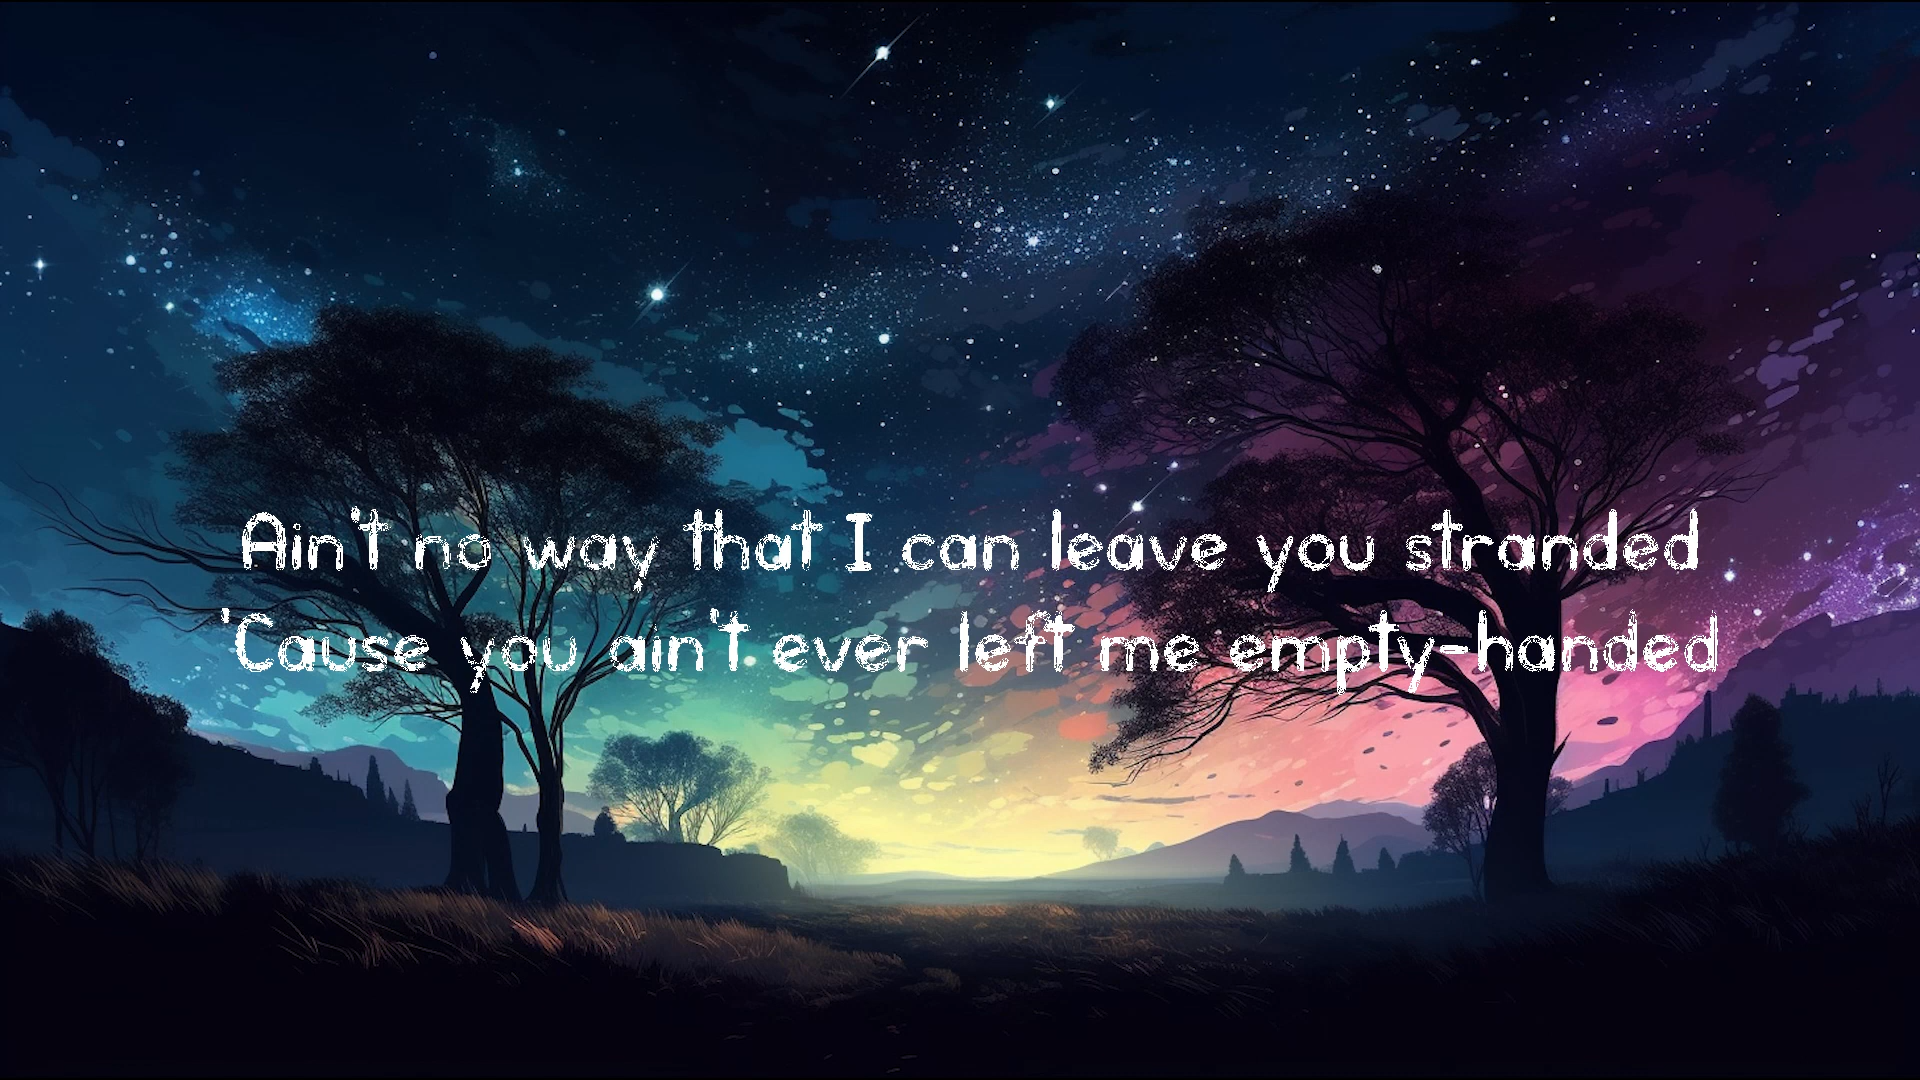 Ain't no way that I can leave you stranded
'Cause you ain't ever left me empty-handed